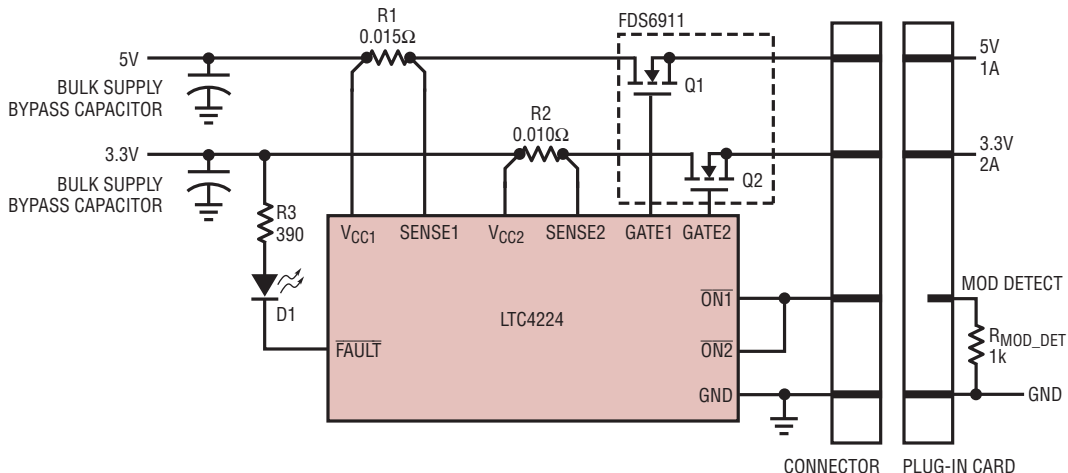 R1
0.015Ω
FDS6911
5V
BULK SUPPLY
BYPASS CAPACITOR
Q1
5V
1A
R2
0.010Ω
3.3V
BULK SUPPLY
BYPASS CAPACITOR
Q2
3.3V
2A
R3
390
D1
VCC1
SENSE1
VCC2
SENSE2
GATE1
GATE2
LTC4224
FAULT
ON1
ON2
GND
MOD DETECT
RMOD_DET
1k
GND
CONNECTOR
PLUG-IN CARD